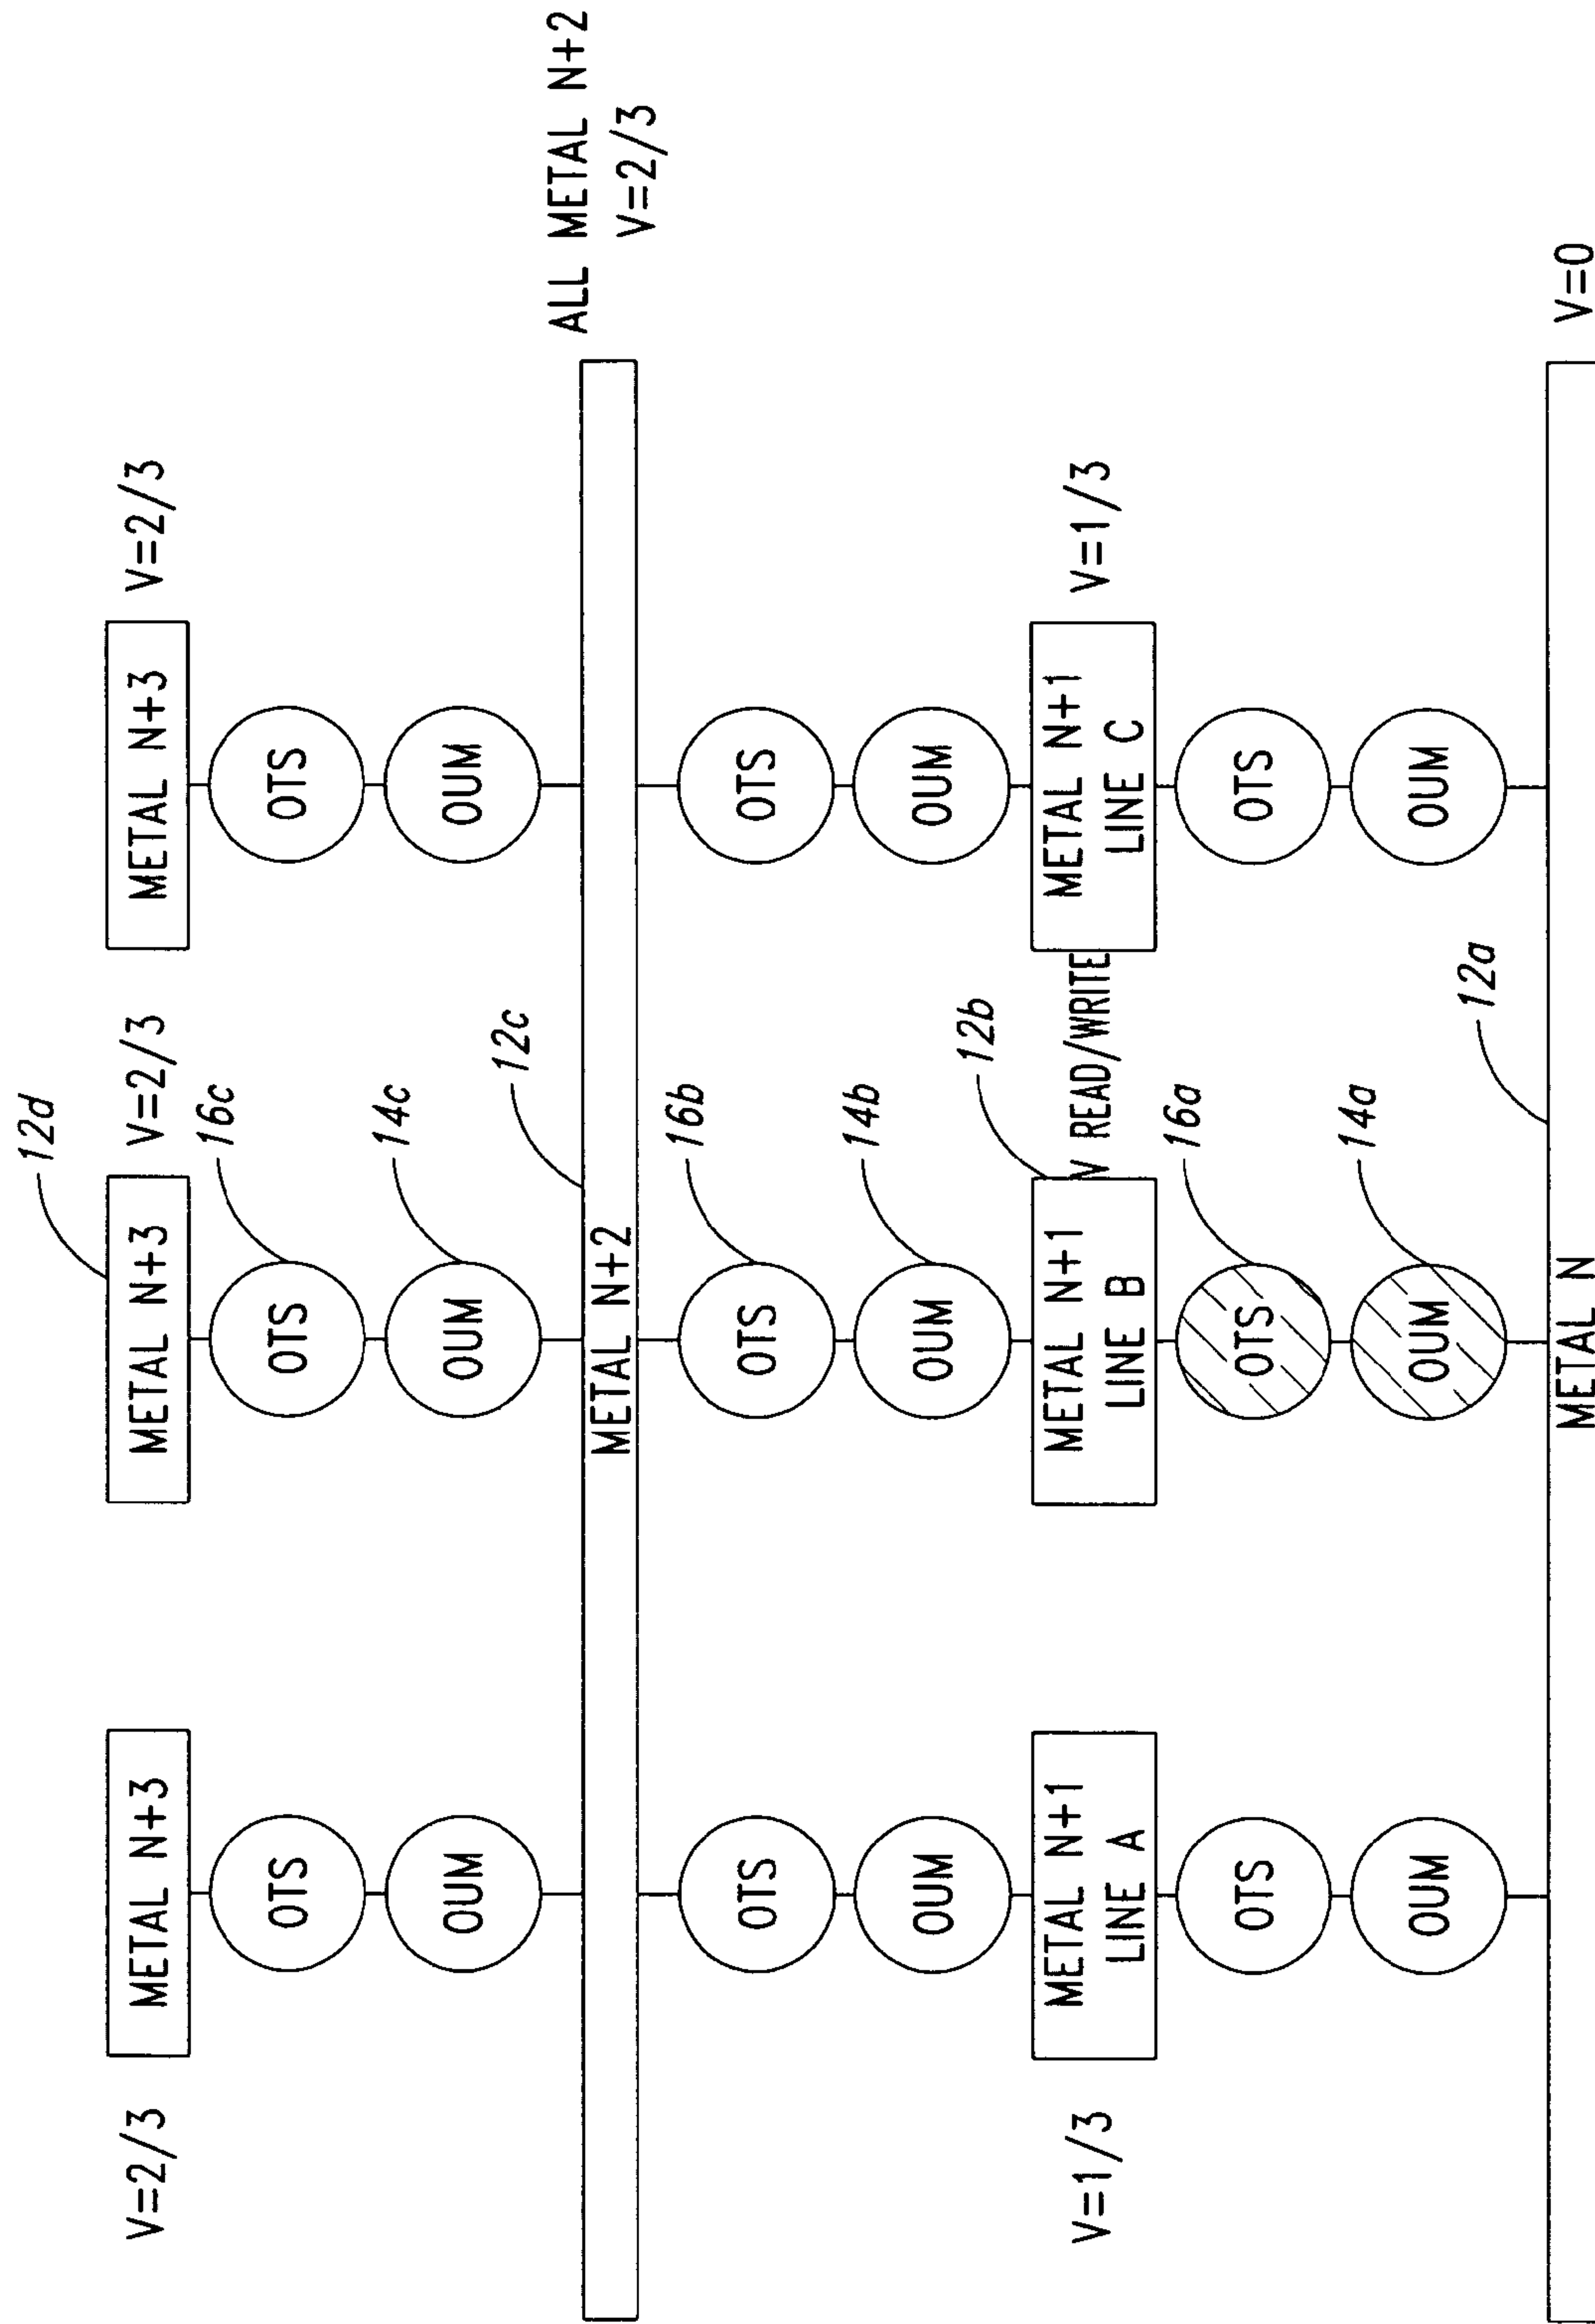 12d
V=2/3
METAL N+3
METAL N+3
V=2/3
METAL N+3
V=2/3
OTS
OTS
16c
OTS
OUM
OUM
14c
OUM
12c
ALL METAL N+2
V=2/3
METAL N+2
OTS
OTS
16b
OTS
OUM
OUM
14b
OUM
12b
V=1/3
METAL N+1
LINE A
METAL N+1
LINE B
V READ/WRITE
METAL N+1
LINE C
V=1/3
OTS
OTS
16a
OTS
OUM
OUM
14a
OUM
12a
METAL N
V=0